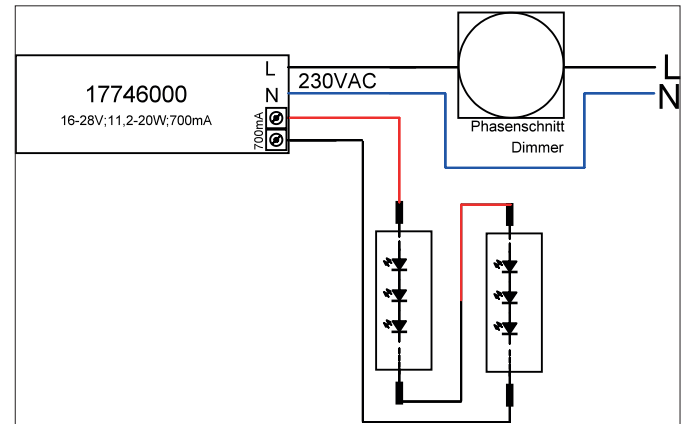 L
230VAC
L
17746000
N
N
16-28V;11,2-20W;700mA
700mA
Phasenschnitt
Dimmer